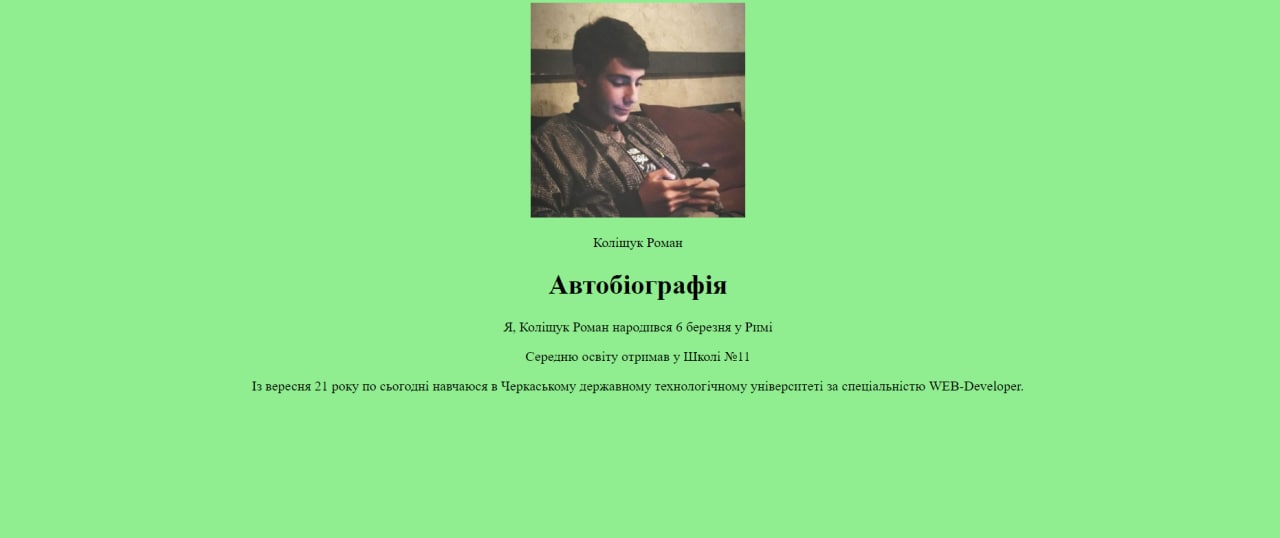 Коліщук Роман
Автобіографія
Я, Коліщук Роман народився 6 березня у Римі
Середню освіту отримав у Школі №11
Із вересня 21 року по сьогодні навчаюся в Черкаському державному технологічному університеті за спеціальністю WEB-Developer.